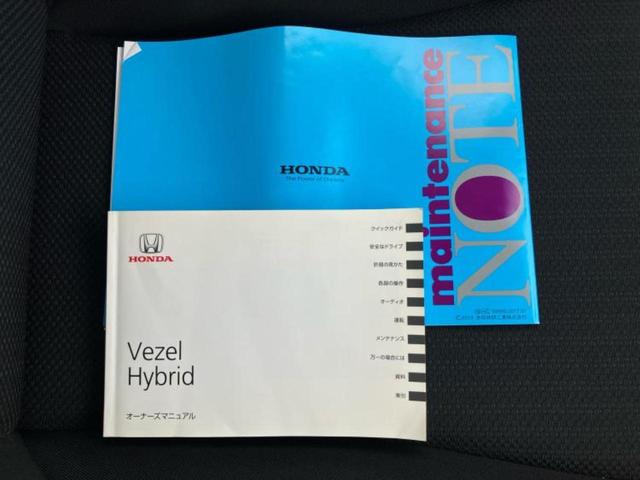 HONDA
The Power of Dreams
maintenance
NOTE
HONDA
Vezel
Hybrid
オーナーズマニュアル
クイックガイド
安全なドライブ
計器の見かた
各部の操作
オーディオ
運転
メンテナンス
万一の場合には
資料
索引